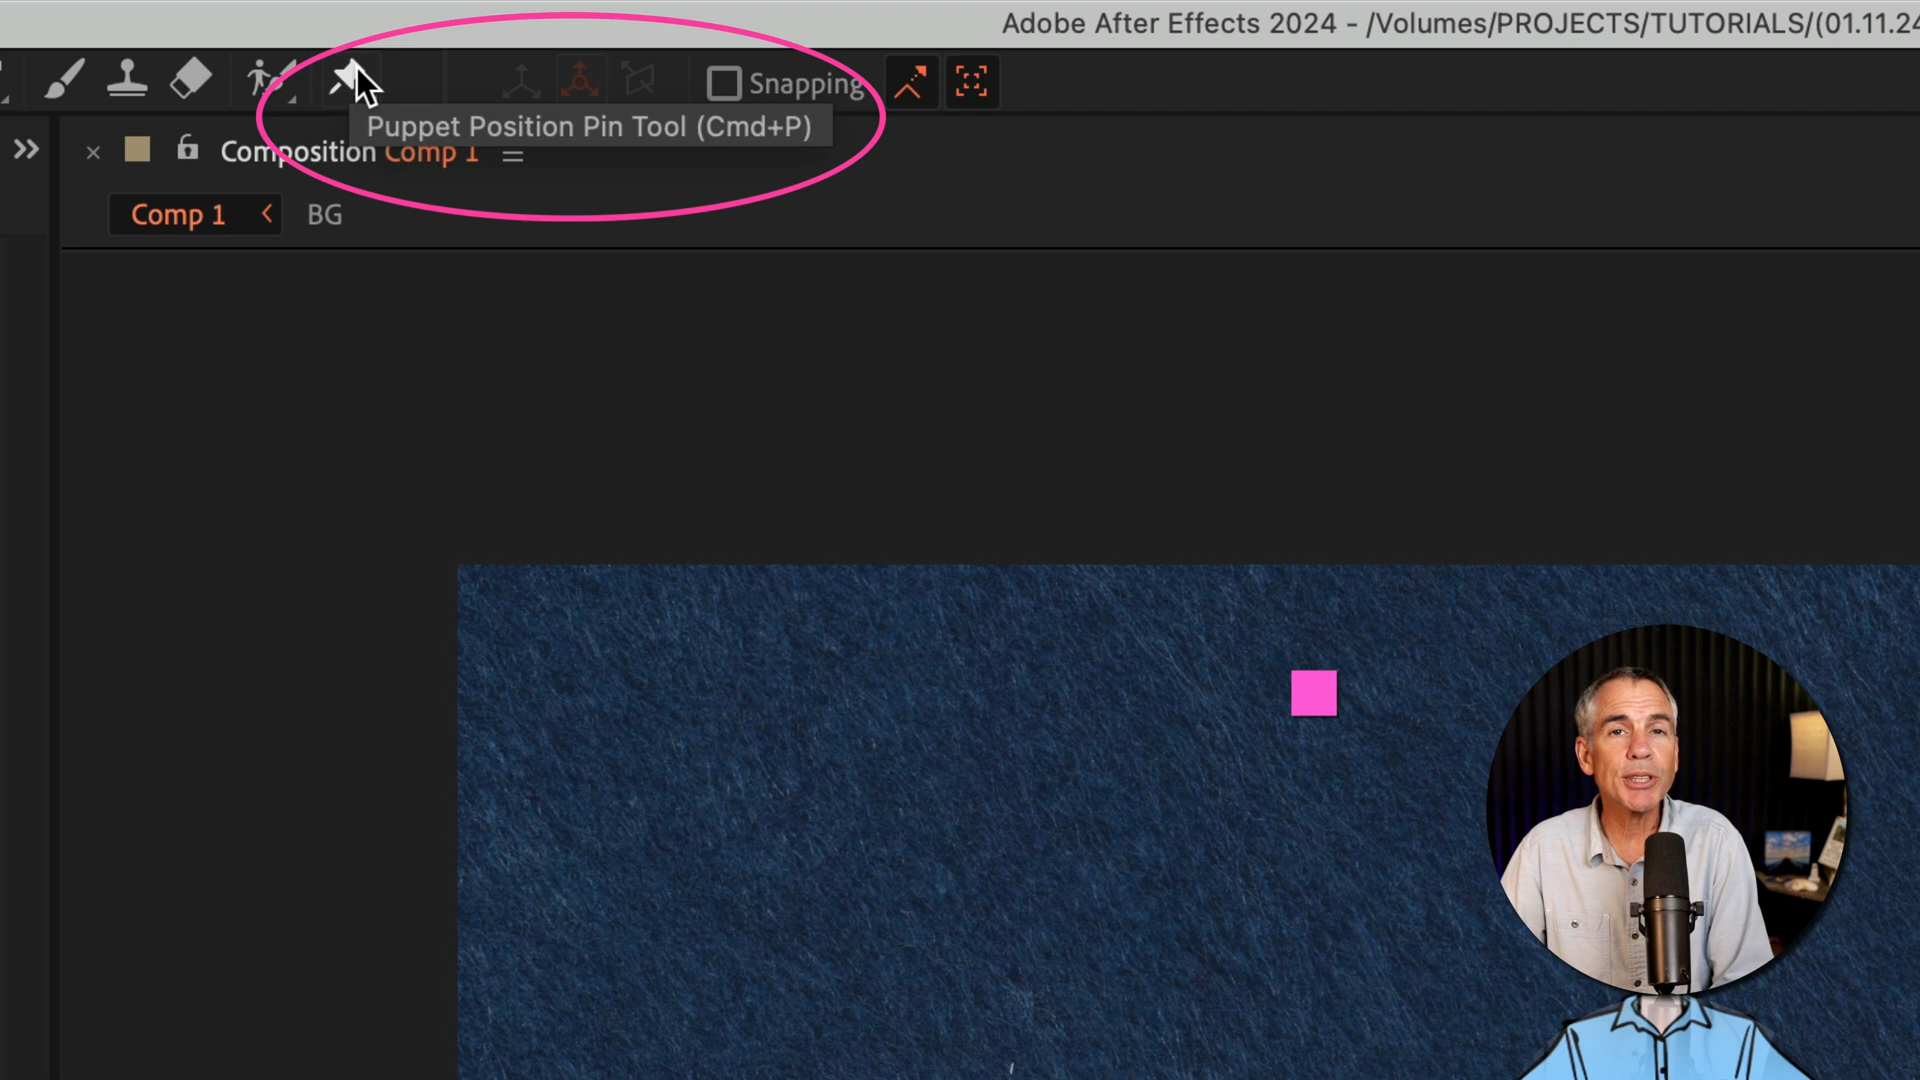 Adobe After Effects 2024 - /Volumes/PROJECTS/TUTORIALS/(01.11.24
Snapping
Puppet Position Pin Tool (Cmd+P)
Composition Comp 1
Comp 1
BG